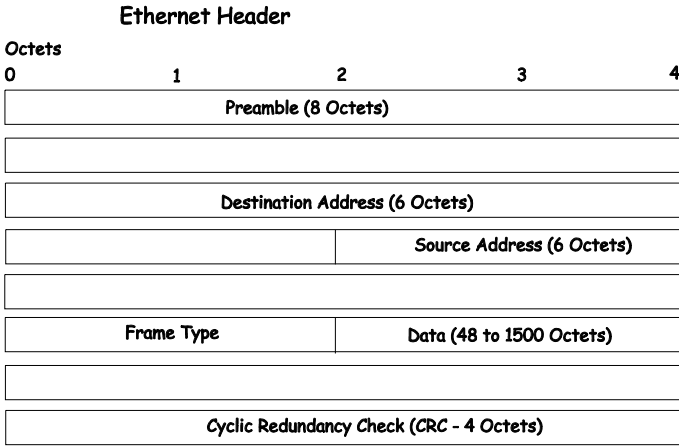 Ethernet Header
Octets
0 1 2 3 4
Preamble (8 Octets)
Destination Address (6 Octets)
Source Address (6 Octets)
Frame Type Data (48 to 1500 Octets)
Cyclic Redundancy Check (CRC - 4 Octets)